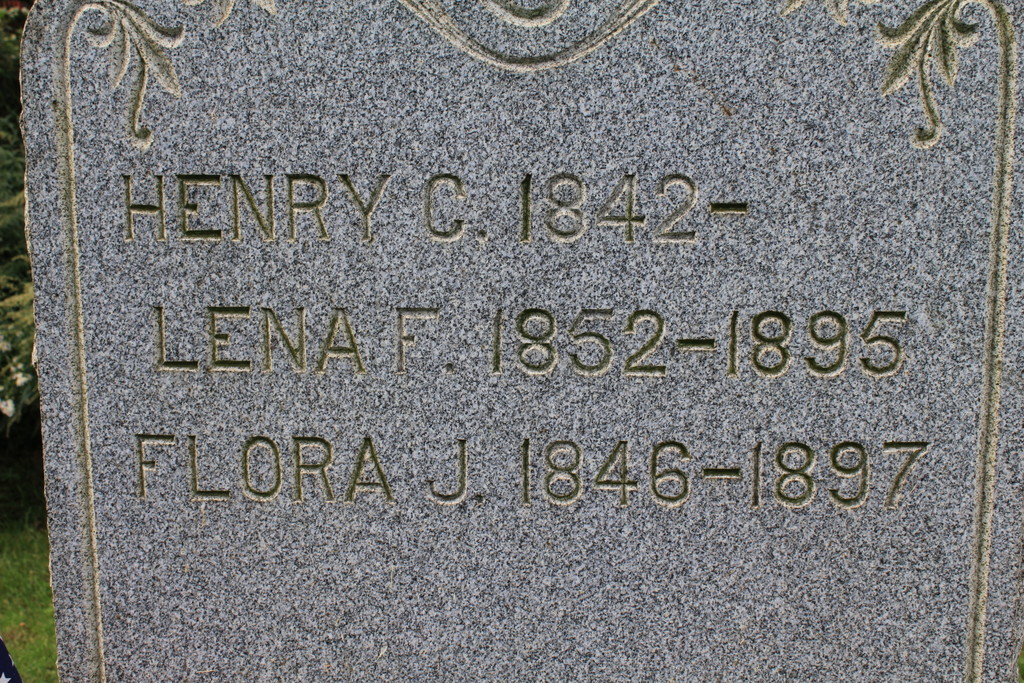 HENRY C. 1842-
LENA F. 1852-1895
FLORA J. 1846-1897